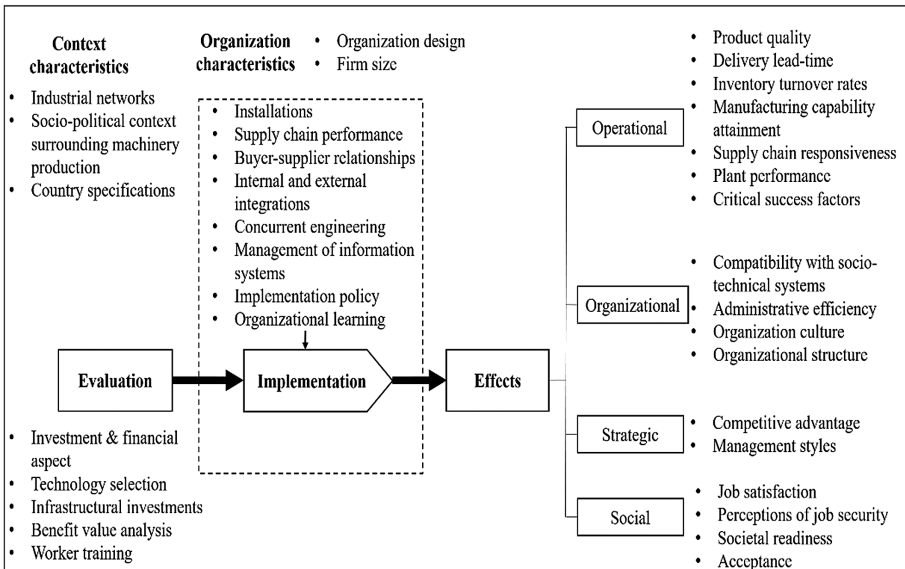 Context
characteristics
• Industrial networks
• Socio-political context
surrounding machinery
production
• Country specifications
Organization
characteristics
• Organization design
• Firm size
• Installations
• Supply chain performance
• Buyer-supplier relationships
• Internal and external
integrations
• Concurrent engineering
• Management of information
systems
• Implementation policy
• Organizational learning
Evaluation
Implementation
Effects
• Investment & financial
aspect
• Technology selection
• Infrastructural investments
• Benefit value analysis
• Worker training
Operational
• Product quality
• Delivery lead-time
• Inventory turnover rates
• Manufacturing capability
attainment
• Supply chain responsiveness
• Plant performance
• Critical success factors
Organizational
• Compatibility with socio-
technical systems
• Administrative efficiency
• Organization culture
• Organizational structure
Strategic
• Competitive advantage
• Management styles
Social
• Job satisfaction
• Perceptions of job security
• Societal readiness
• Acceptance